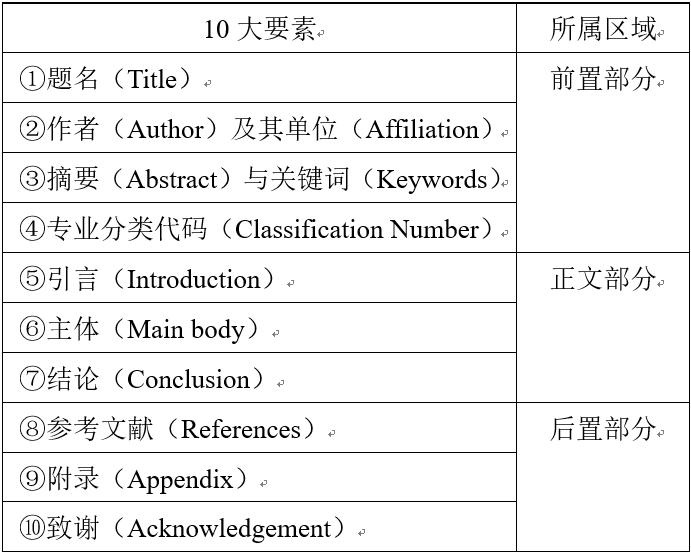 10 大要素 所属区域
①题名（Title） 前置部分
②作者（Author）及其单位（Affiliation）
③摘要（Abstract）与关键词（Keywords）
④专业分类代码（Classification Number）
⑤引言（Introduction） 正文部分
⑥主体（Main body）
⑦结论（Conclusion）
⑧参考文献（References） 后置部分
⑨附录（Appendix）
⑩致谢（Acknowledgement）